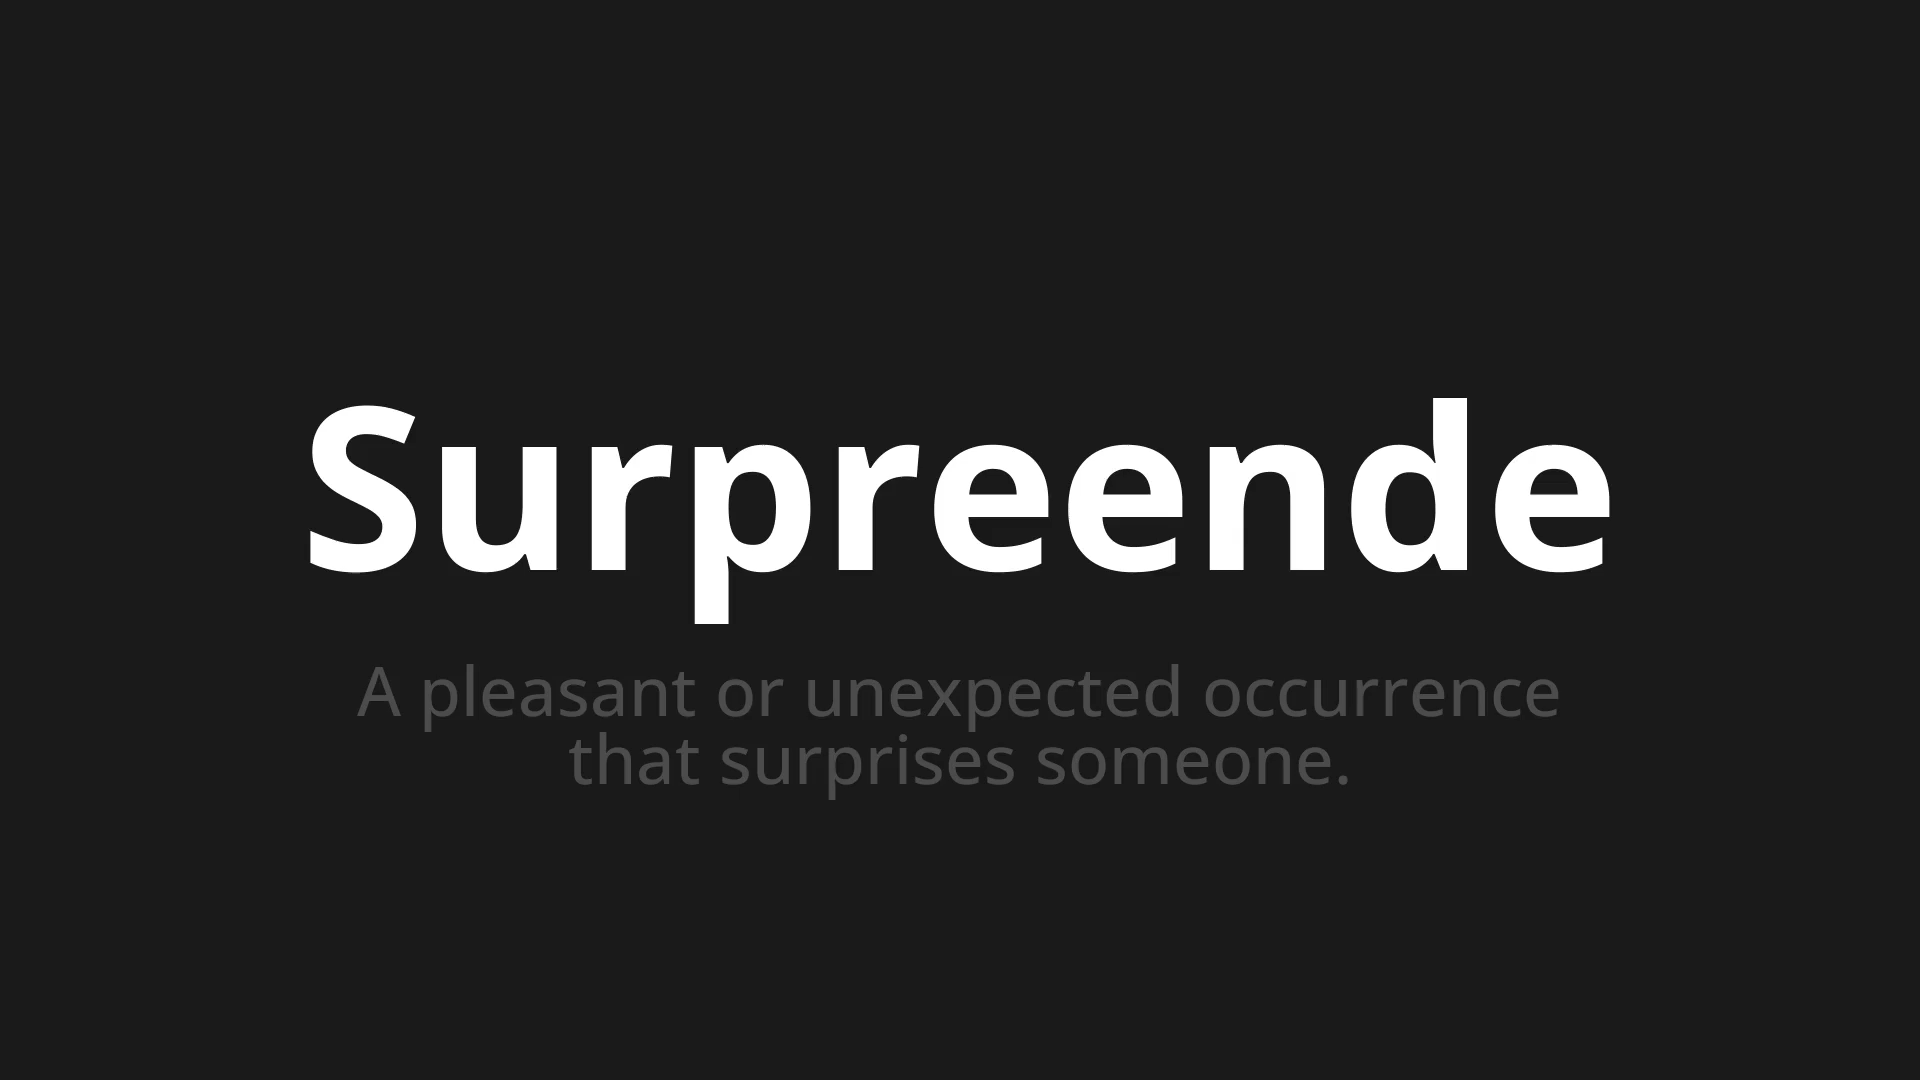 Surpreende
A pleasant or unexpected occurrence
that surprises someone.